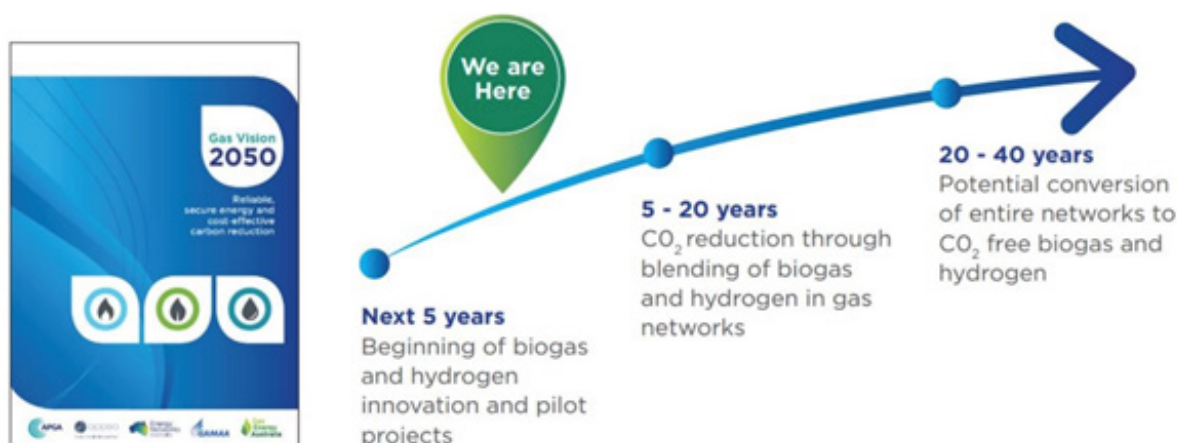 Gas Vision
2050
Reliable,
secure energy and
cost-effective
carbon reduction
APGA
GAMAA
Gas
Energy
Australia
We are
Here
Next 5 years
Beginning of biogas
and hydrogen
innovation and pilot
projects
5 - 20 years
CO₂ reduction through
blending of biogas
and hydrogen in gas
networks
20 - 40 years
Potential conversion
of entire networks to
CO₂ free biogas and
hydrogen